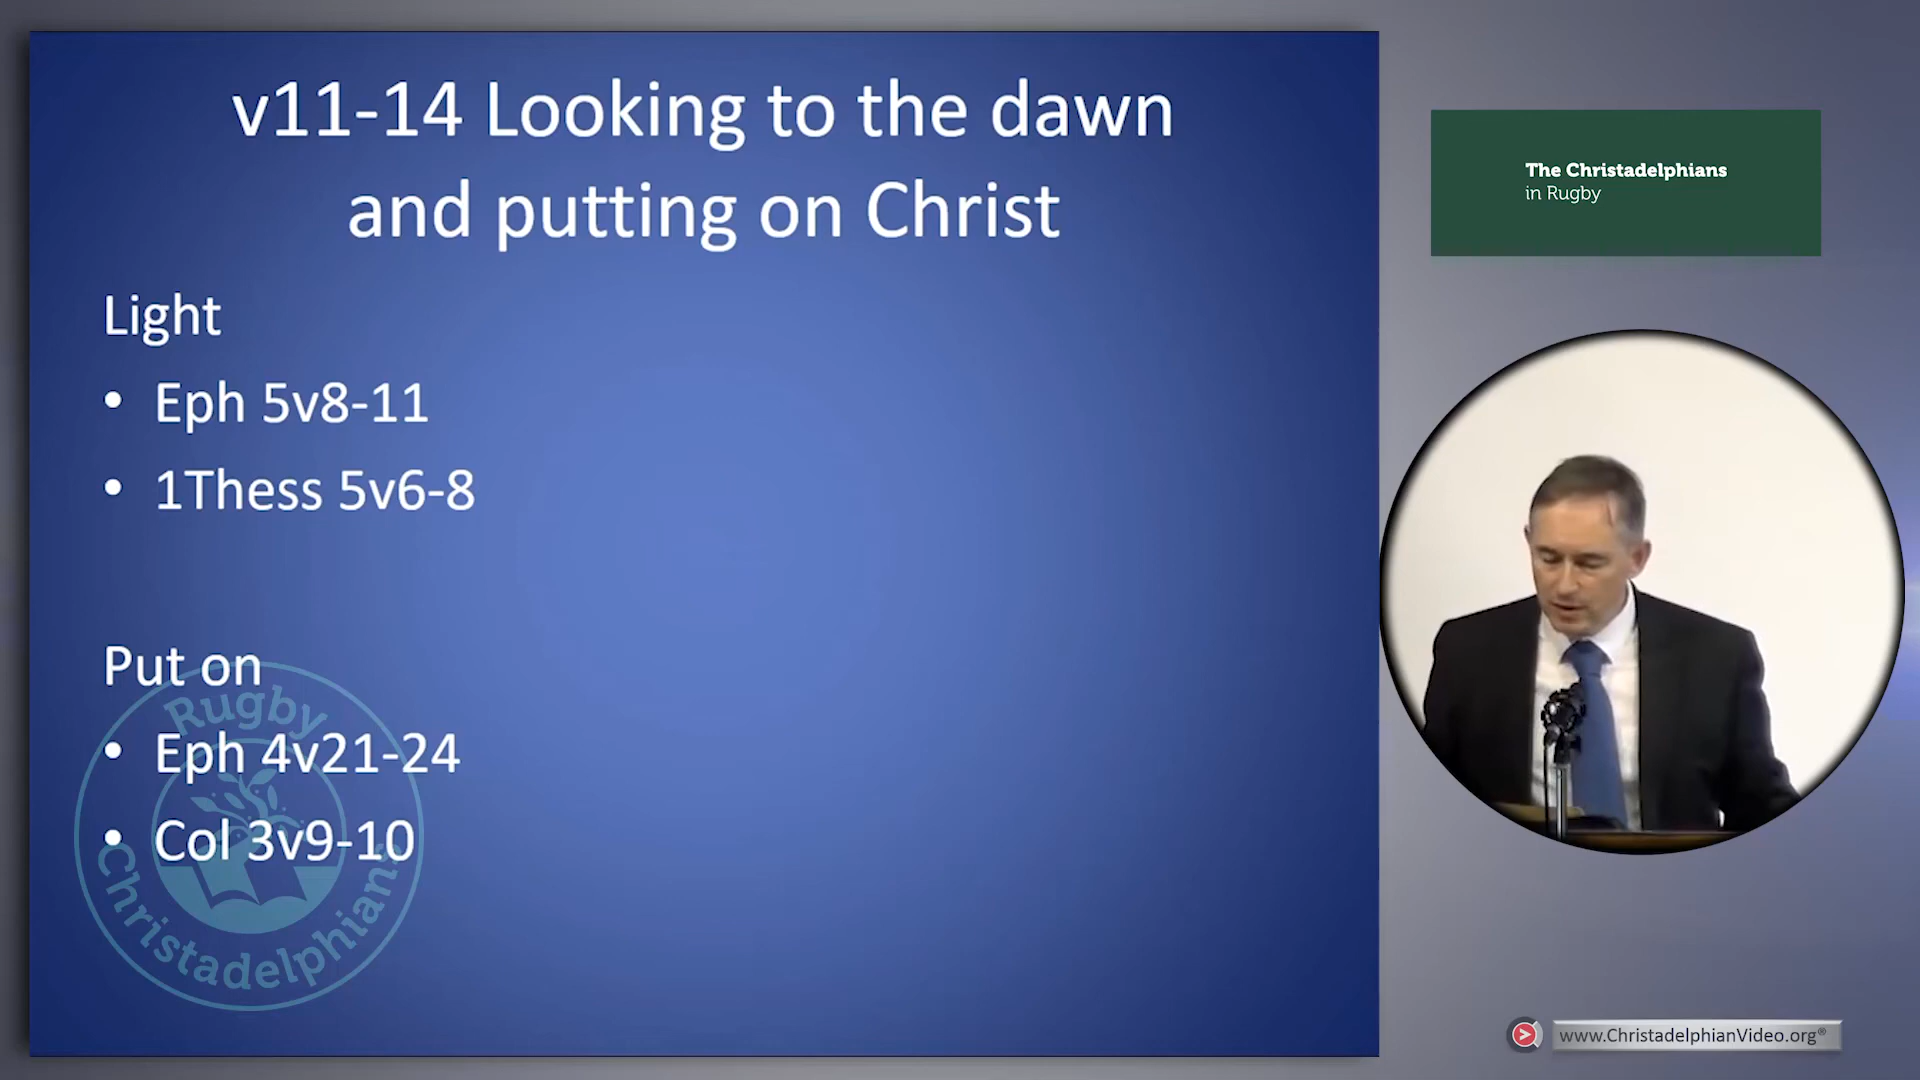 v11-14 Looking to the dawn
and putting on Christ
Light
• Eph 5v8-11
• 1Thess 5v6-8
Put on
• Eph 4v21-24
• Col 3v9-10
Rugby
Christadelphians
The Christadelphians
in Rugby
www.ChristadelphianVideo.org®